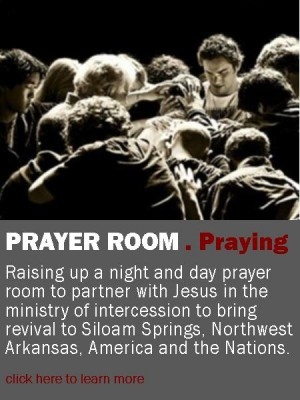 PRAYER ROOM . Praying
Raising up a night and day prayer
room to partner with Jesus in the
ministry of intercession to bring
revival to Siloam Springs, Northwest
Arkansas, America and the Nations.
click here to learn more